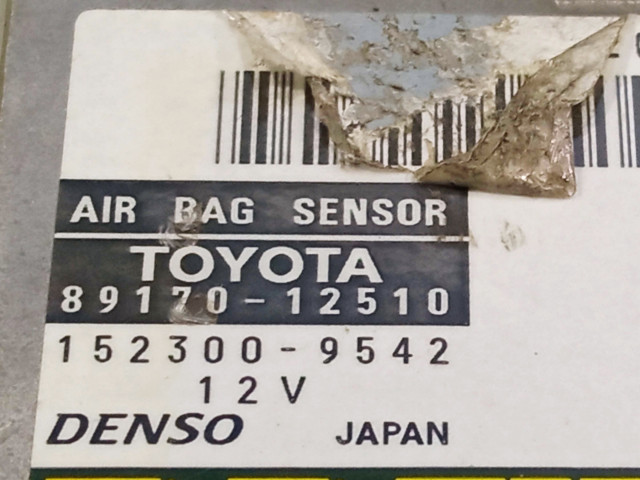 AIR BAG SENSOR
TOYOTA
89170-12510
152300-9542
12V
DENSO JAPAN